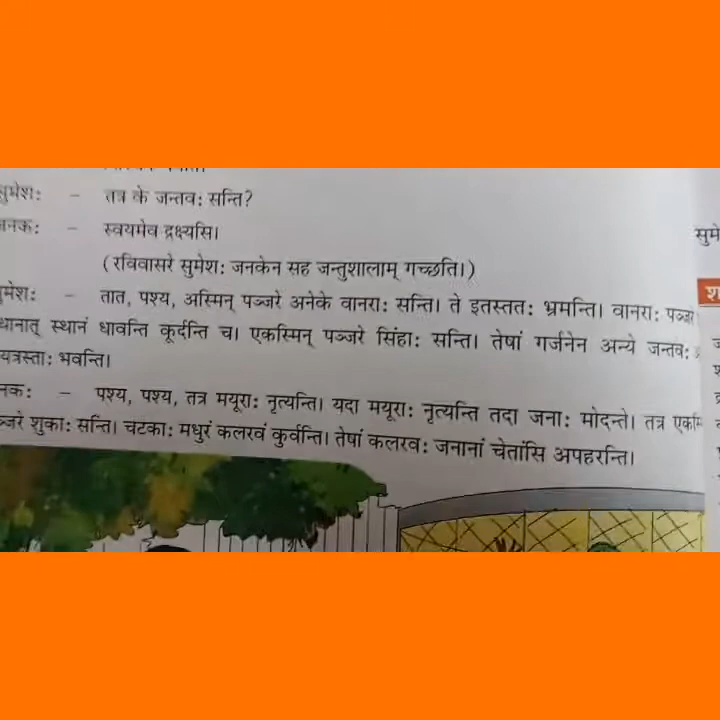 सुमेशः – तत्र के जन्तवः सन्ति?
जनकः – स्वयमेव द्रक्ष्यसि।
(रविवासरे सुमेशः जनकेन सह जन्तुशालाम् गच्छति।)
सुमेशः – तात, पश्य, अस्मिन् पञ्जरे अनेके वानराः सन्ति। ते इतस्ततः भ्रमन्ति। वानराः पञ्जरे
स्थानात् स्थानं धावन्ति कूर्दन्ति च। एकस्मिन् पञ्जरे सिंहाः सन्ति। तेषां गर्जनेन अन्ये जन्तवः
भवन्ति।
जनकः – पश्य, पश्य, तत्र मयूराः नृत्यन्ति। यदा मयूराः नृत्यन्ति तदा जनाः मोदन्ते। तत्र
शुकाः सन्ति। चटकाः मधुरं कलरवं कुर्वन्ति। तेषां कलरवः जनानां चेतांसि अपहरन्ति।
सुमे
श